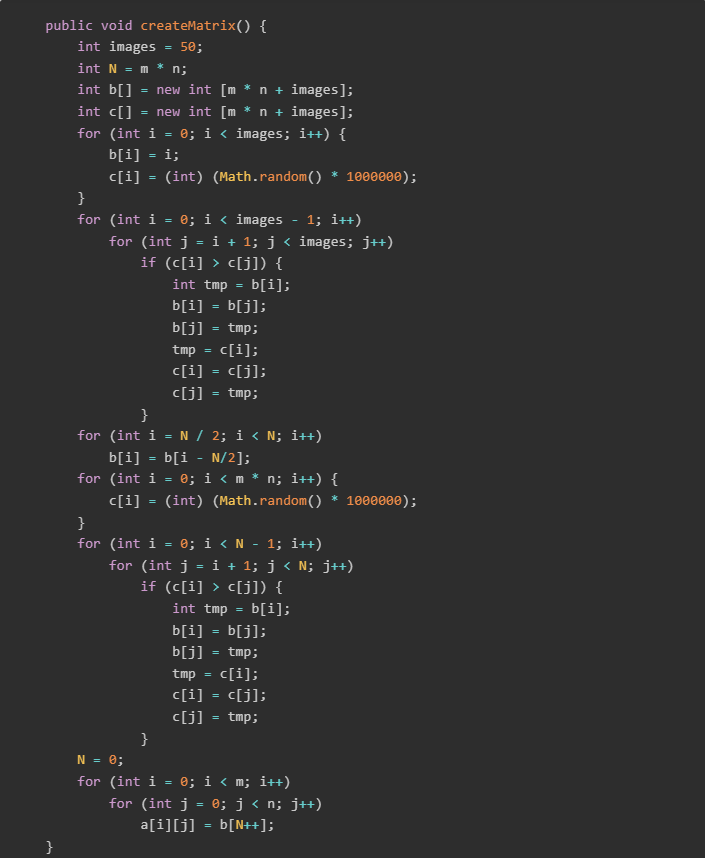 public void createMatrix() {
int images = 50;
int N = m * n;
int b[] = new int [m * n + images];
int c[] = new int [m * n + images];
for (int i = 0; i < images; i++) {
b[i] = i;
c[i] = (int) (Math.random() * 1000000);
}
for (int i = 0; i < images - 1; i++)
for (int j = i + 1; j < images; j++)
if (c[i] > c[j]) {
int tmp = b[i];
b[i] = b[j];
b[j] = tmp;
tmp = c[i];
c[i] = c[j];
c[j] = tmp;
}
for (int i = N / 2; i < N; i++)
b[i] = b[i - N/2];
for (int i = 0; i < m * n; i++) {
c[i] = (int) (Math.random() * 1000000);
}
for (int i = 0; i < N - 1; i++)
for (int j = i + 1; j < N; j++)
if (c[i] > c[j]) {
int tmp = b[i];
b[i] = b[j];
b[j] = tmp;
tmp = c[i];
c[i] = c[j];
c[j] = tmp;
}
N = 0;
for (int i = 0; i < m; i++)
for (int j = 0; j < n; j++)
a[i][j] = b[N++];
}